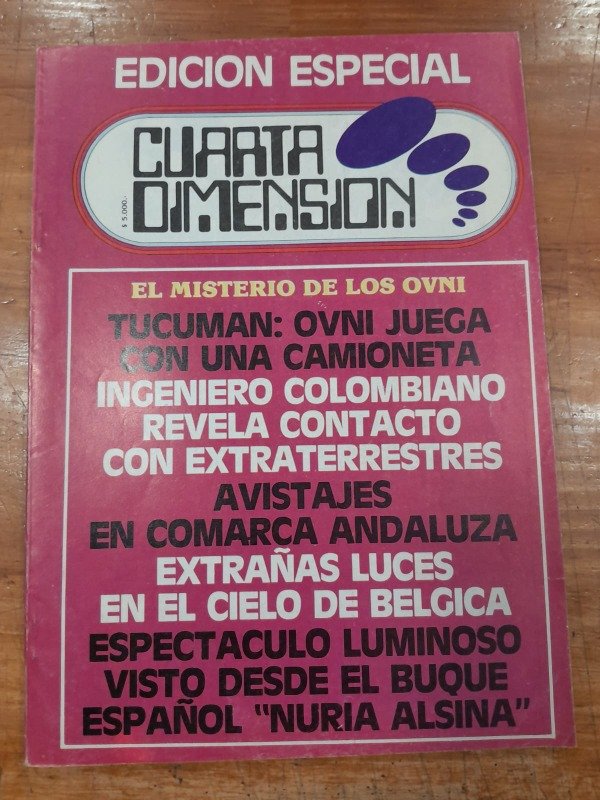 EDICION ESPECIAL
CUARTA
DIMENSION
$ 5.000.-
EL MISTERIO DE LOS OVNI
TUCUMAN: OVNI JUEGA
CON UNA CAMIONETA
INGENIERO COLOMBIANO
REVELA CONTACTO
CON EXTRATERRESTRES
AVISTAJES
EN COMARCA ANDALUZA
EXTRAÑAS LUCES
EN EL CIELO DE BELGICA
ESPECTACULO LUMINOSO
VISTO DESDE EL BUQUE
ESPAÑOL "NURIA ALSINA"